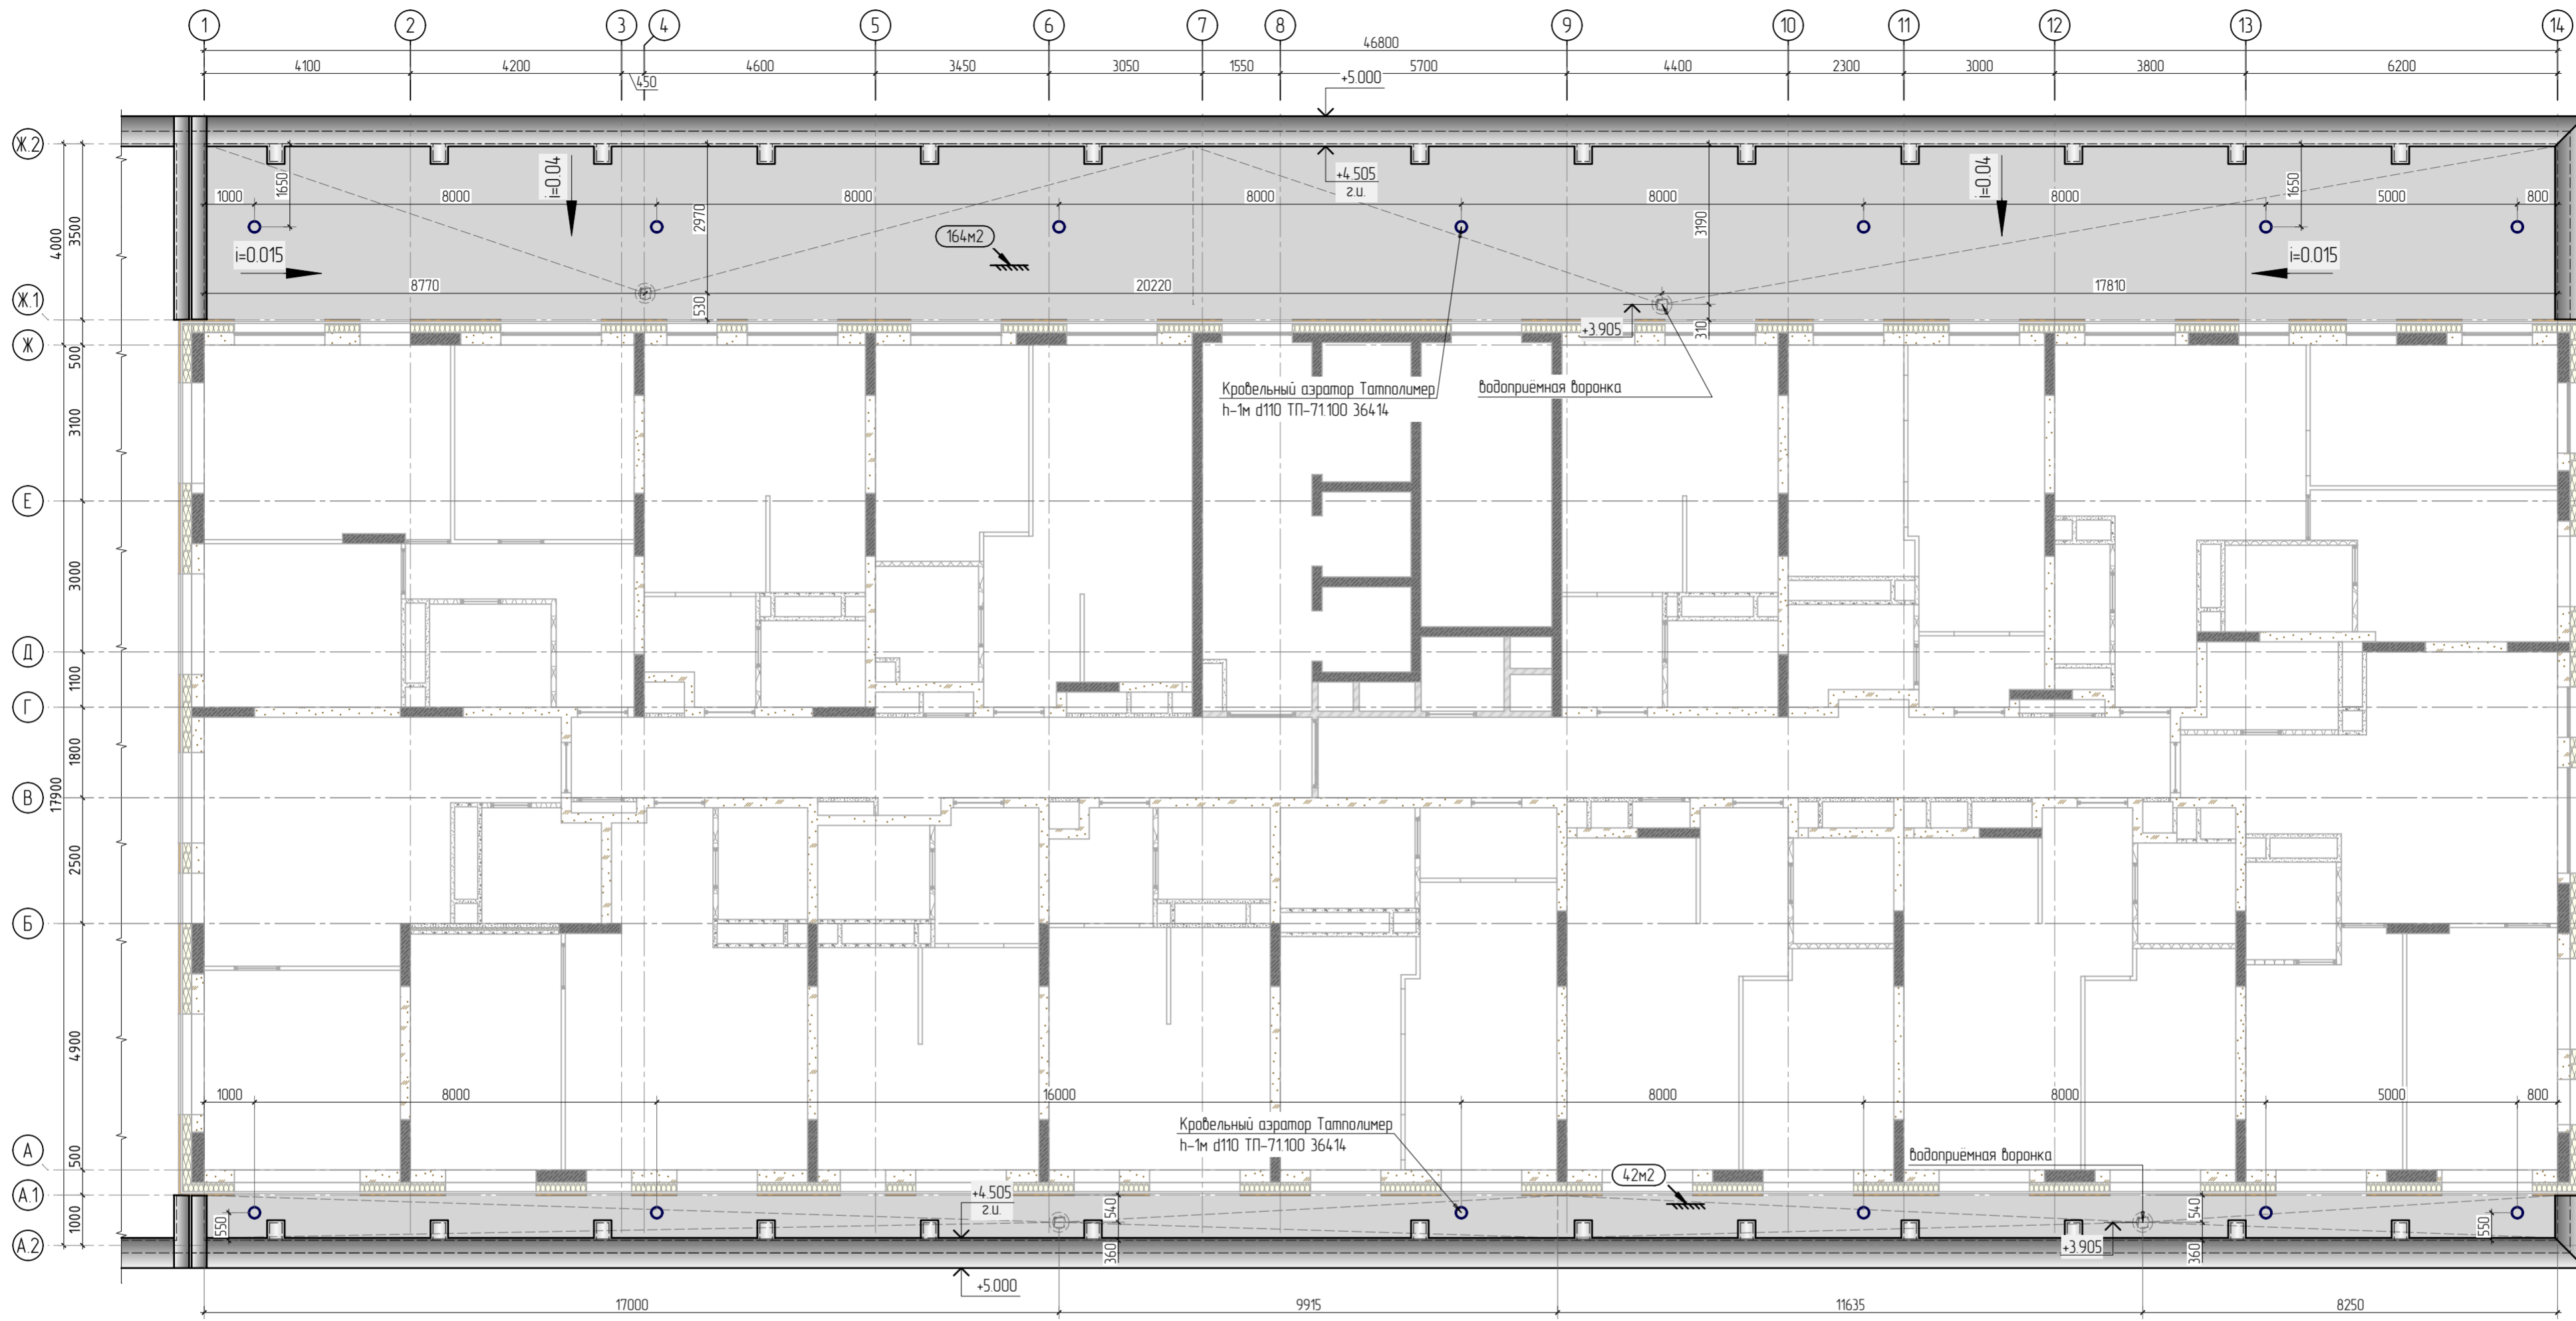 1 2 3 4 5 6 7 8 9 10 11 12 13 14
46800
4100 4200 450 4600 3450 3050 1550 5700 4400 2300 3000 3800 6200
+5.000
Ж.2
1650 i=0.04 2970 +4.505 3190 i=0.04 1650
г.и.
1000 8000 8000 8000 8000 8000 5000 800
4000 3500
164м2
i=0.015 i=0.015
8770 20220 17810
Ж.1
530 +3.905 310
Ж
500
Кровельный аэратор Татполимер
h-1м d110 ТП-71.100 36414
водоприёмная воронка
3100
Е
3000
Д
1100
Г
1800
17900
В
2500
Б
4900
1000 8000 16000 8000 8000 5000 800
Кровельный аэратор Татполимер
h-1м d110 ТП-71.100 36414
водоприёмная воронка
А
500
42м2
А.1
+4.505
г.и.
540 540
1000 550 550
А.2
360 +3.905 360
+5.000
17000 9915 11635 8250